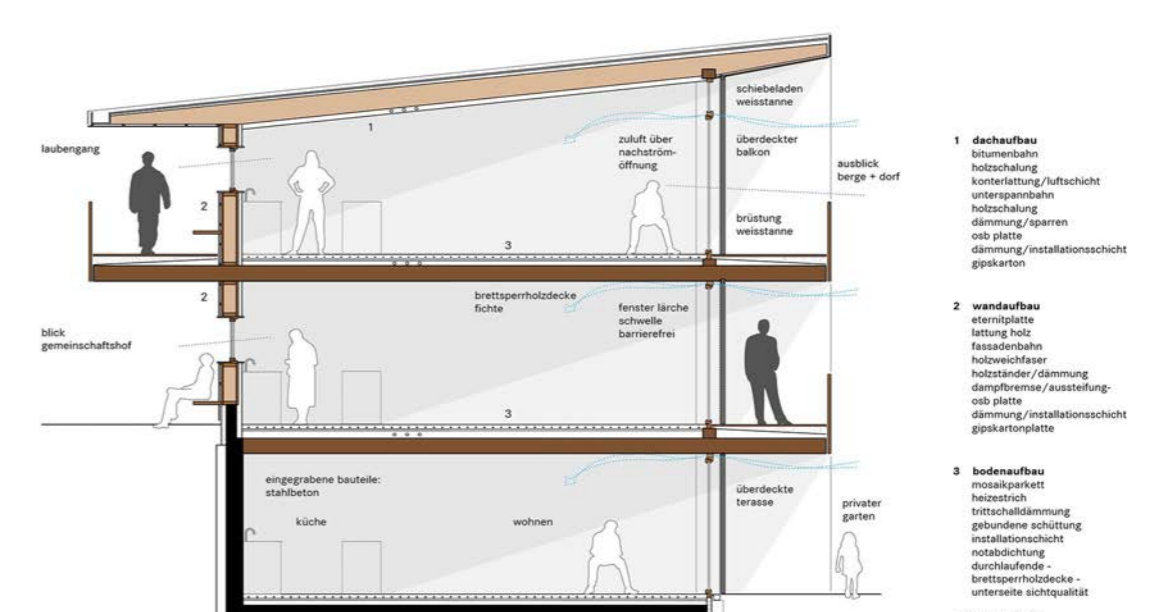 schiebeladen
weisstanne
1
laubengang
zuluft über
nachström-
öffnung
überdeckter
balkon
ausblick
berge + dorf
2
brüstung
weisstanne
3
2
brettsperrholzdecke
fichte
fenster lärche
schwelle
barrierefrei
blick
gemeinschaftshof
3
eingegrabene bauteile:
stahlbeton
küche
wohnen
überdeckte
terasse
privater
garten
1 dachaufbau
bitumenbahn
holzschalung
konterlattung/luftschicht
unterspannbahn
holzschalung
dämmung/sparren
osb platte
dämmung/installationsschicht
gipskarton
2 wandaufbau
eternitplatte
lattung holz
fassadenbahn
holzweichfaser
holzständer/dämmung
dampfbremse/aussteifung-
osb platte
dämmung/installationsschicht
gipskartonplatte
3 bodenaufbau
mosaikparkett
heizestrich
trittschalldämmung
gebundene schüttung
installationschicht
notabdichtung
durchlaufende -
brettsperrholzdecke -
unterseite sichtqualität